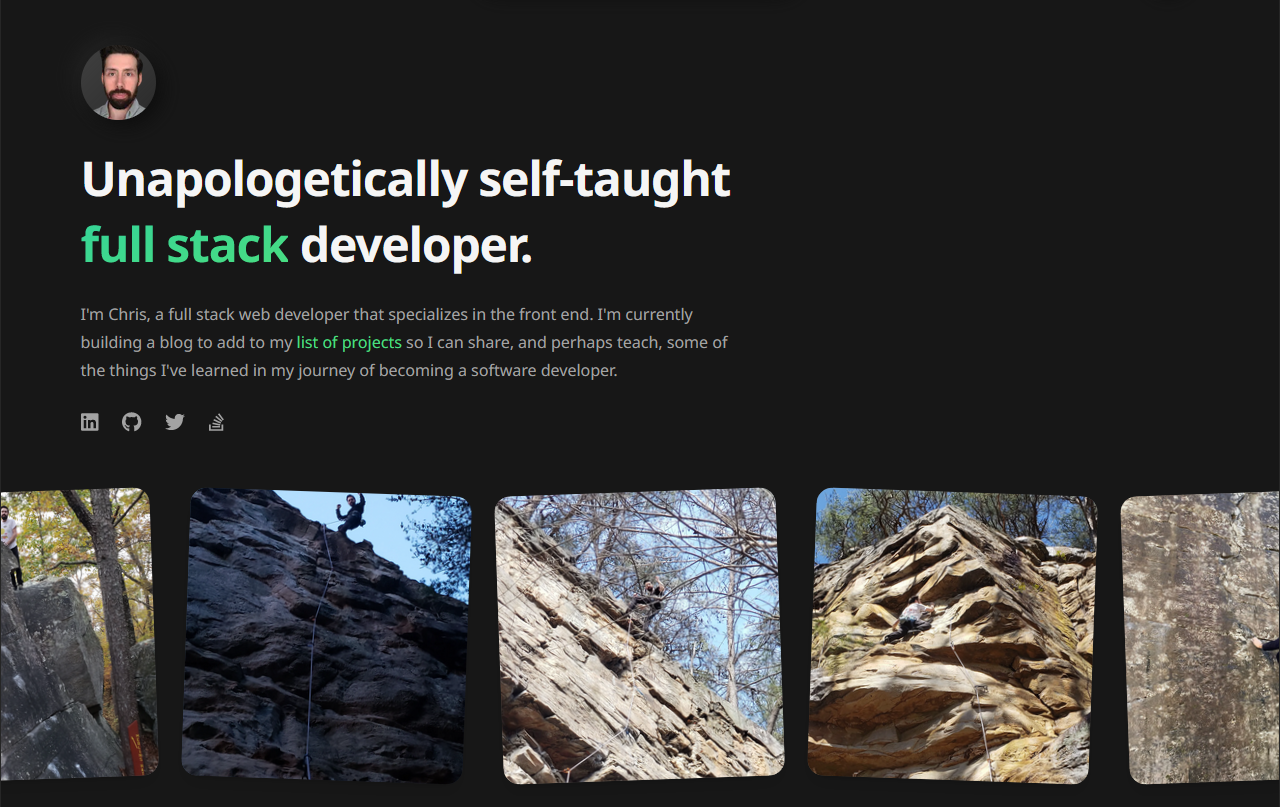 Unapologetically self-taught
full stack developer.
I'm Chris, a full stack web developer that specializes in the front end. I'm currently
building a blog to add to my list of projects so I can share, and perhaps teach, some of
the things I've learned in my journey of becoming a software developer.
in